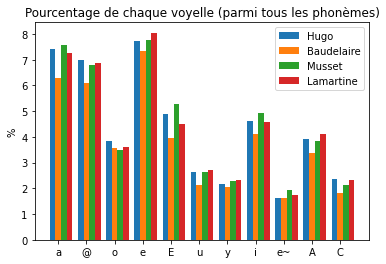 Pourcentage de chaque voyelle (parmi tous les phonèmes)
Hugo
Baudelaire
Musset
Lamartine
%
8
7
6
5
4
3
2
1
0
a @ o e E u y i e~ A C